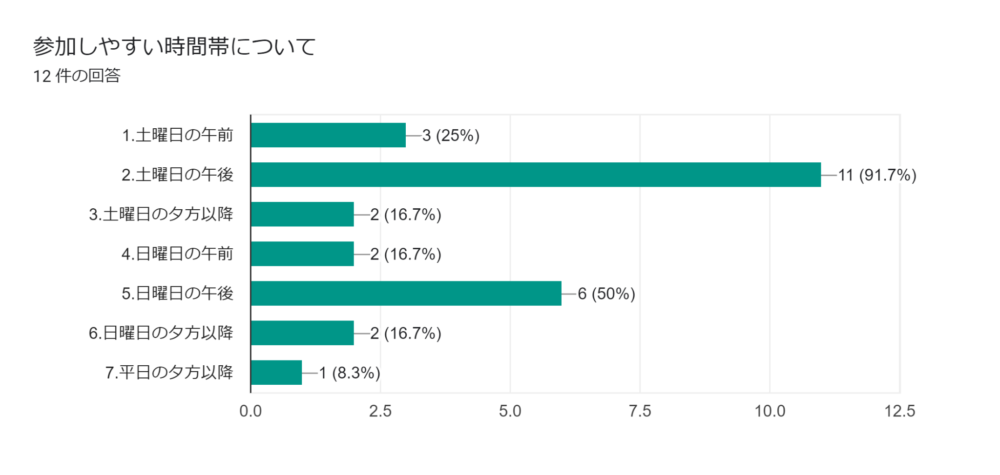 参加しやすい時間帯について
12 件の回答
1.土曜日の午前
3 (25%)
2.土曜日の午後
11 (91.7%)
3.土曜日の夕方以降
2 (16.7%)
4.日曜日の午前
2 (16.7%)
5.日曜日の午後
6 (50%)
6.日曜日の夕方以降
2 (16.7%)
7.平日の夕方以降
1 (8.3%)
0.0 2.5 5.0 7.5 10.0 12.5